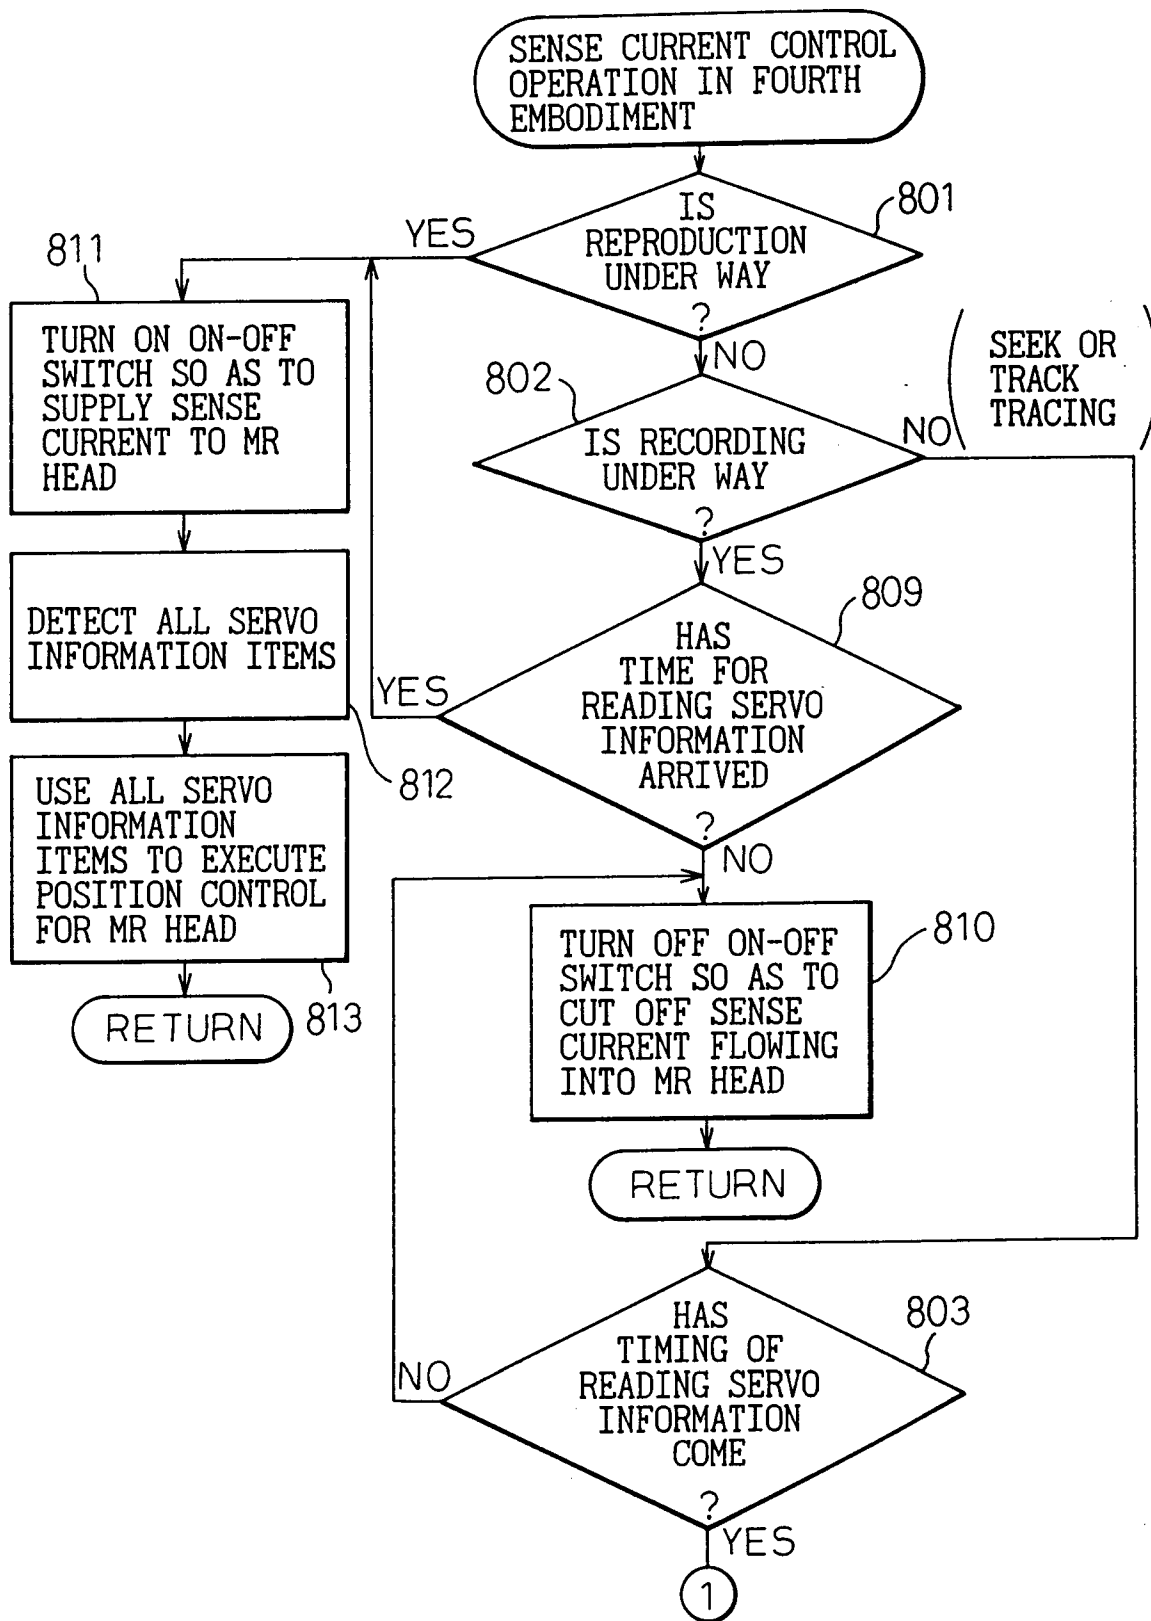 SENSE CURRENT CONTROL
OPERATION IN FOURTH
EMBODIMENT
801
IS
REPRODUCTION
UNDER WAY
?
YES
NO
811
TURN ON ON-OFF
SWITCH SO AS TO
SUPPLY SENSE
CURRENT TO MR
HEAD
802
IS RECORDING
UNDER WAY
?
NO
(SEEK OR
TRACK
TRACING)
YES
DETECT ALL SERVO
INFORMATION ITEMS
812
809
HAS
TIME FOR
READING SERVO
INFORMATION
ARRIVED
?
YES
NO
USE ALL SERVO
INFORMATION
ITEMS TO EXECUTE
POSITION CONTROL
FOR MR HEAD
813
RETURN
810
TURN OFF ON-OFF
SWITCH SO AS TO
CUT OFF SENSE
CURRENT FLOWING
INTO MR HEAD
RETURN
803
HAS
TIMING OF
READING SERVO
INFORMATION
COME
?
NO
YES
1